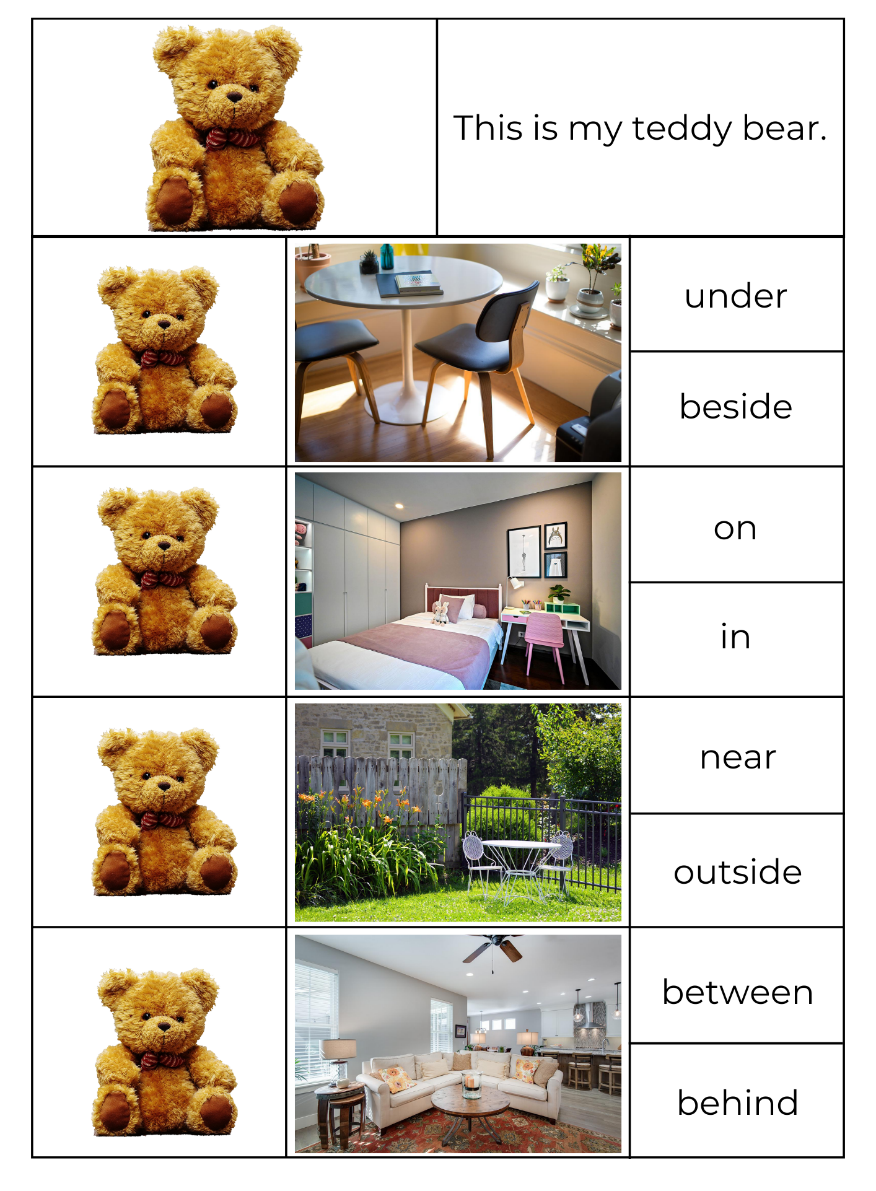 This is my teddy bear.
under
beside
on
in
near
outside
between
behind